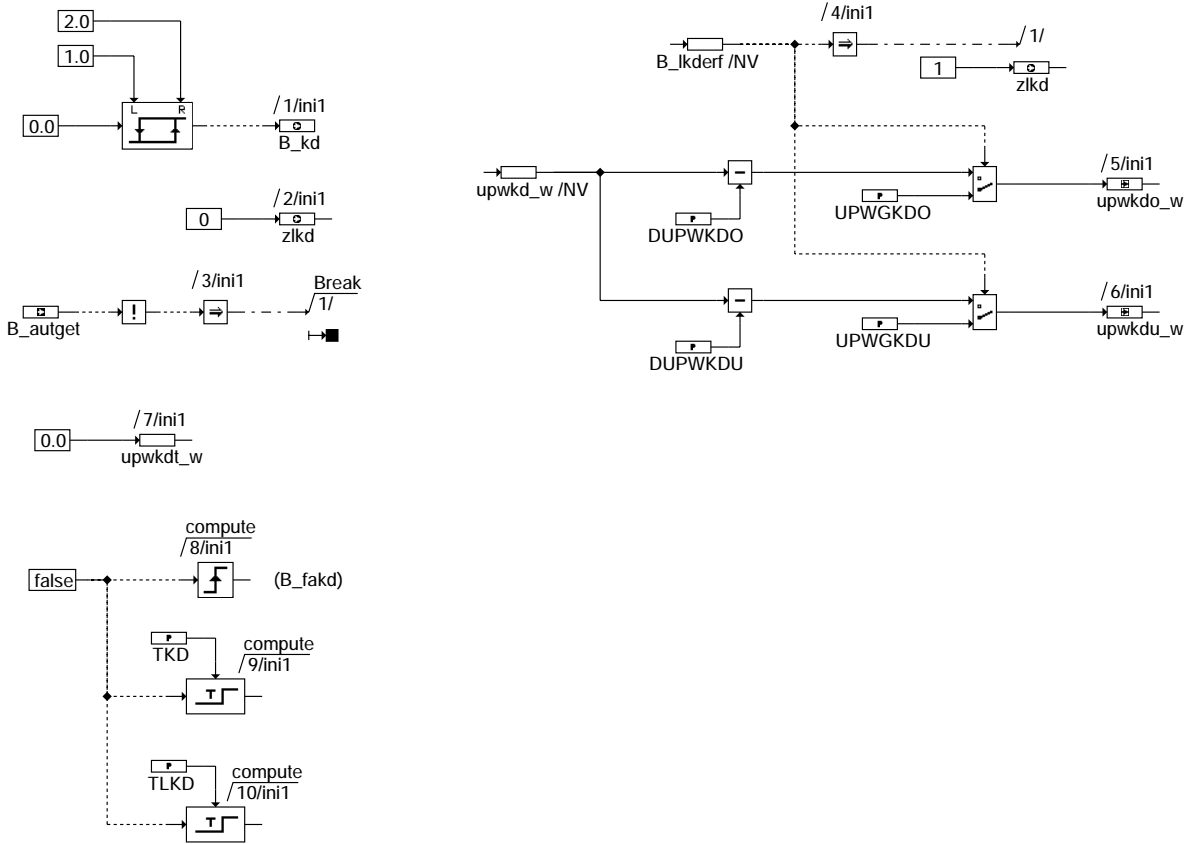 2.0
1.0
L R
0.0
/1/ini1
B_kd
0
/2/ini1
zlkd
B_autget
!
/3/ini1
⇒
Break
1/
0.0
/7/ini1
upwkdt_w
false
compute
/8/ini1
(B_fakd)
P
TKD
compute
/9/ini1
T
P
TLKD
compute
/10/ini1
T
/4/ini1
B_lkderf /NV
⇒
/1/
1
zlkd
upwkd_w /NV
−
P
DUPWKDO
P
UPWGKDO
/5/ini1
upwkdo_w
−
P
DUPWKDU
P
UPWGKDU
/6/ini1
upwkdu_w